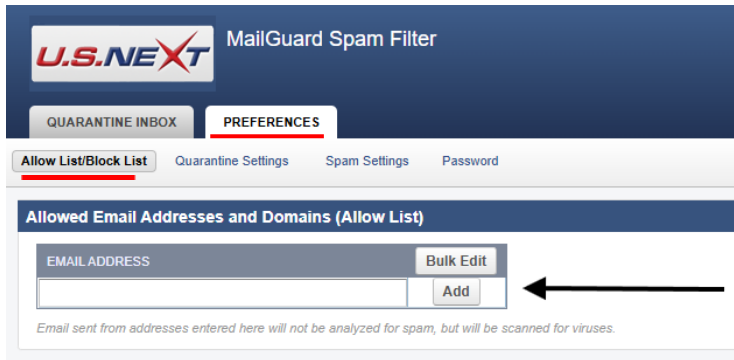 U.S.NEXT
MailGuard Spam Filter
QUARANTINE INBOX PREFERENCES
Allow List/Block List Quarantine Settings Spam Settings Password
Allowed Email Addresses and Domains (Allow List)
EMAIL ADDRESS Bulk Edit
Add
Email sent from addresses entered here will not be analyzed for spam, but will be scanned for viruses.